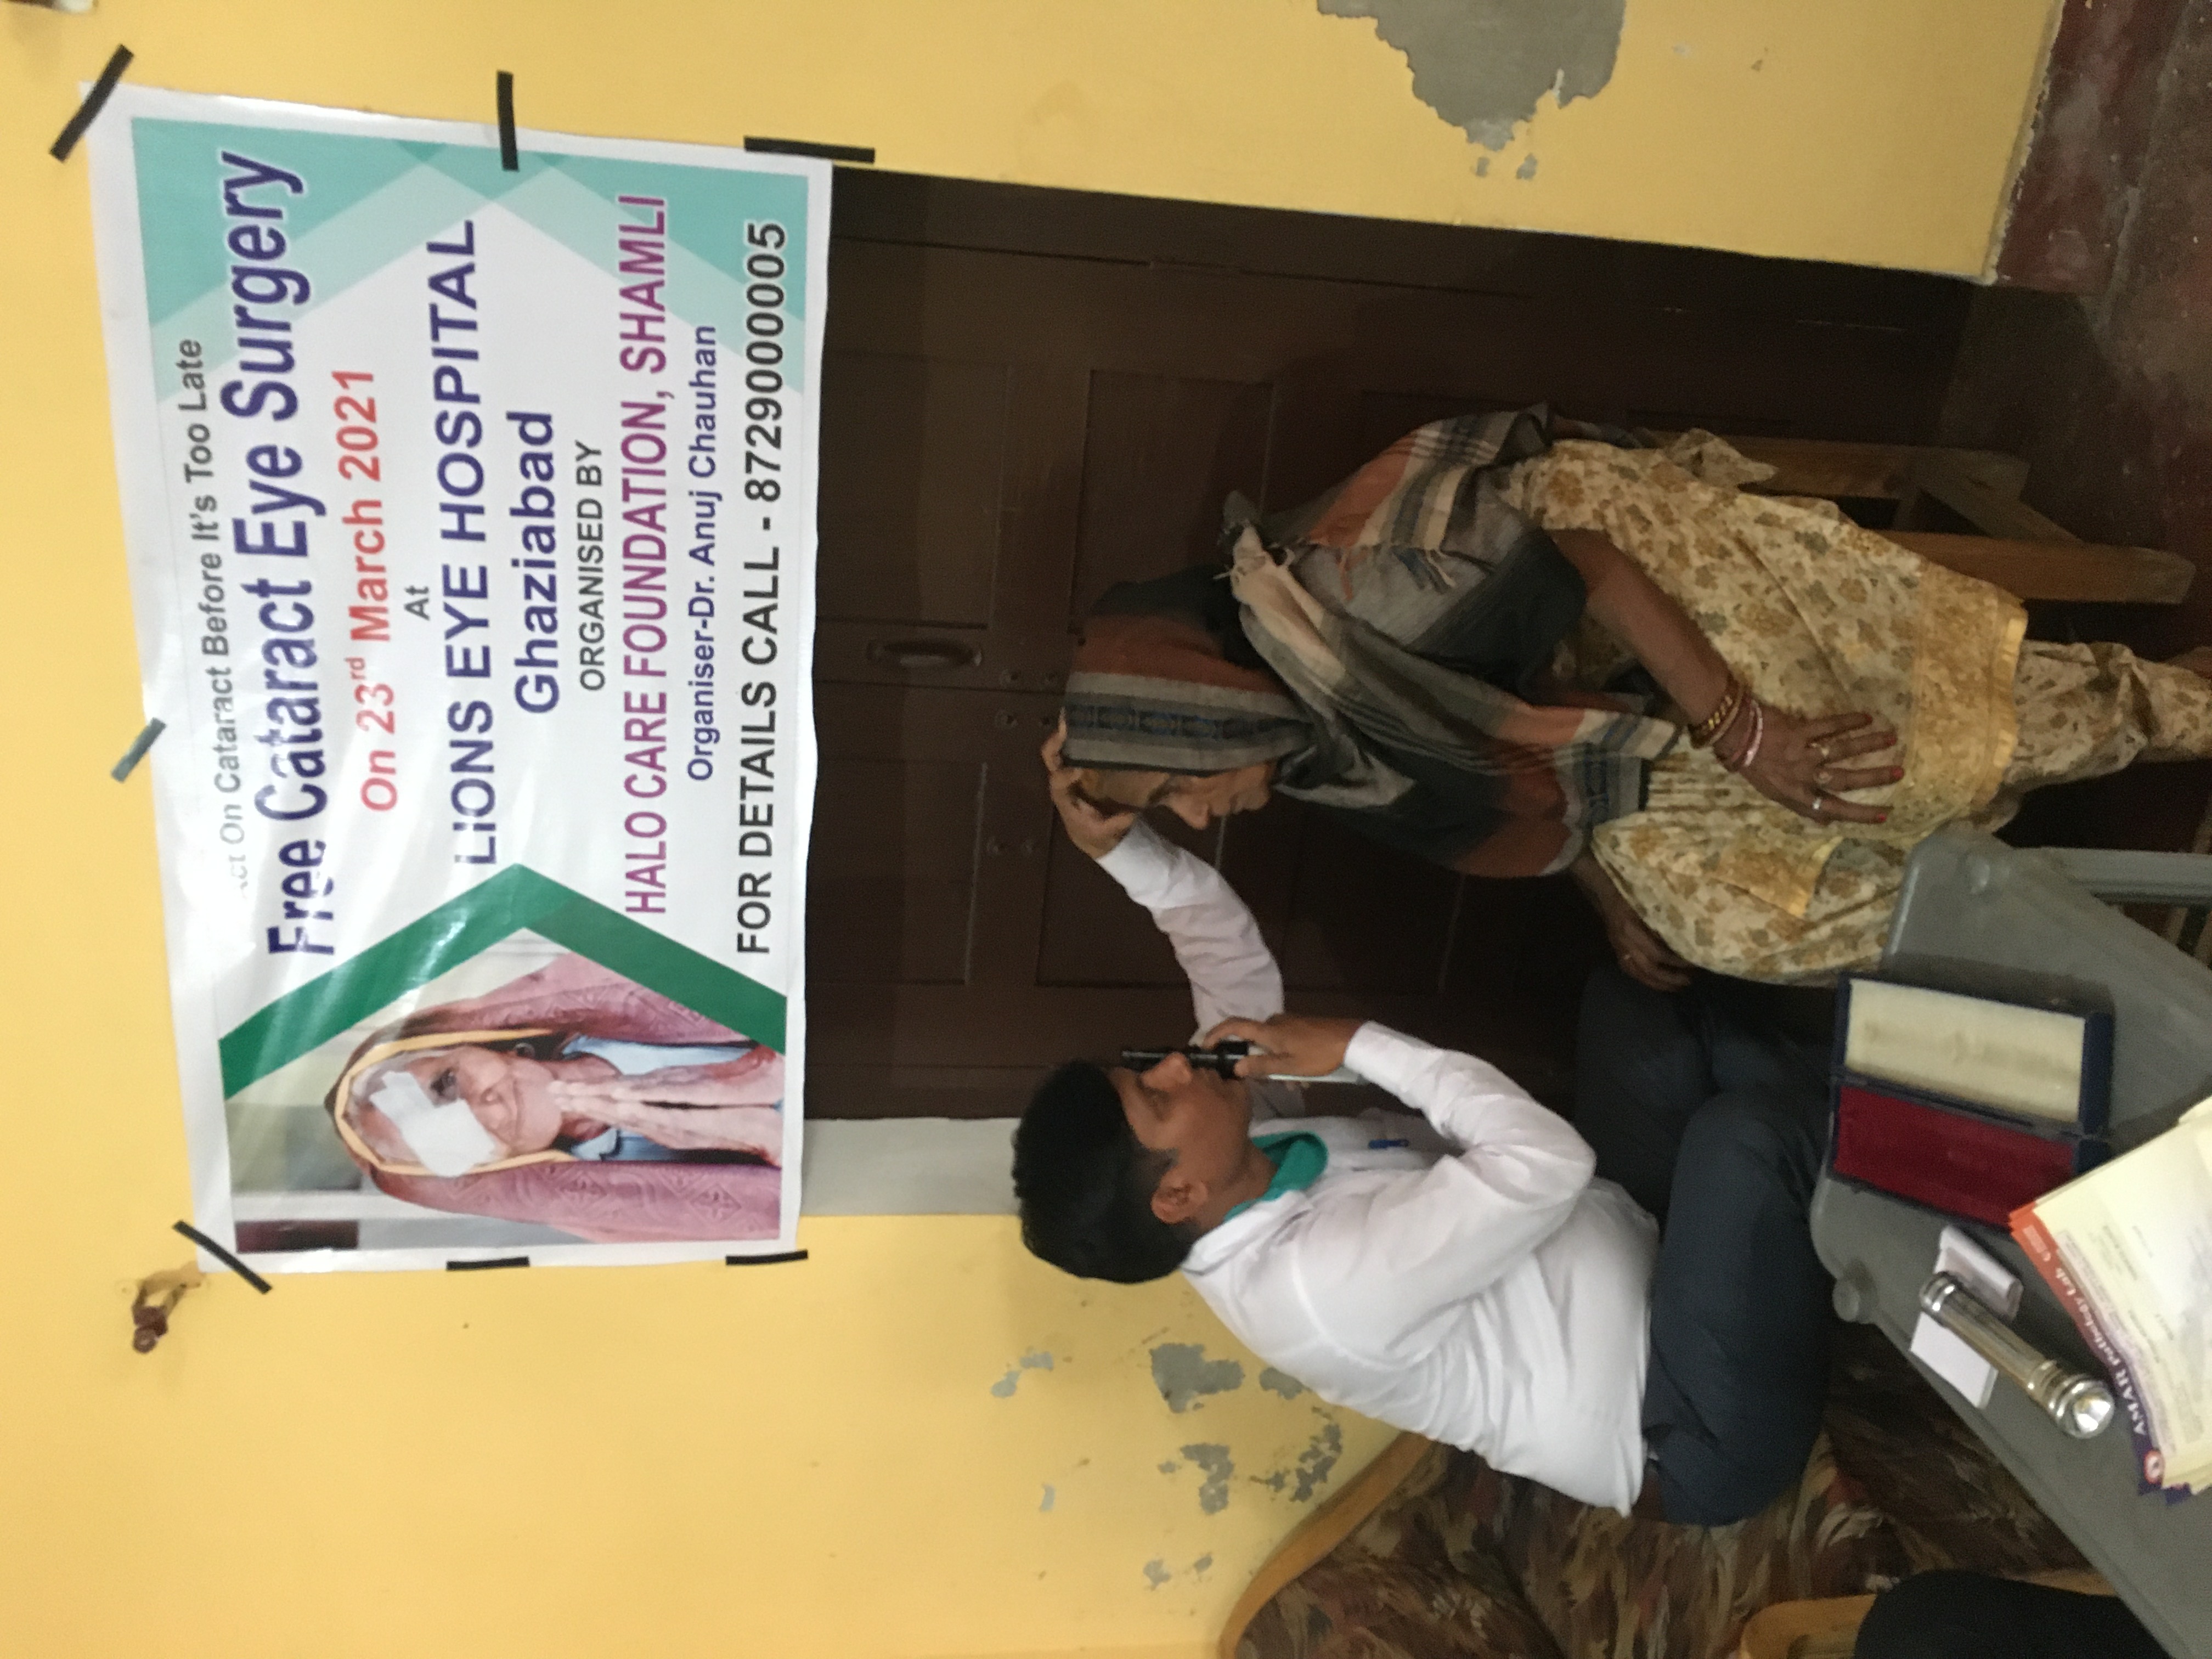 Act On Cataract Before It's Too Late
Free Cataract Eye Surgery
On 23rd March 2021
At
LIONS EYE HOSPITAL
Ghaziabad
ORGANISED BY
HALO CARE FOUNDATION, SHAMLI
Organiser-Dr. Anuj Chauhan
FOR DETAILS CALL - 8729000005
AMAR Pathology Lab